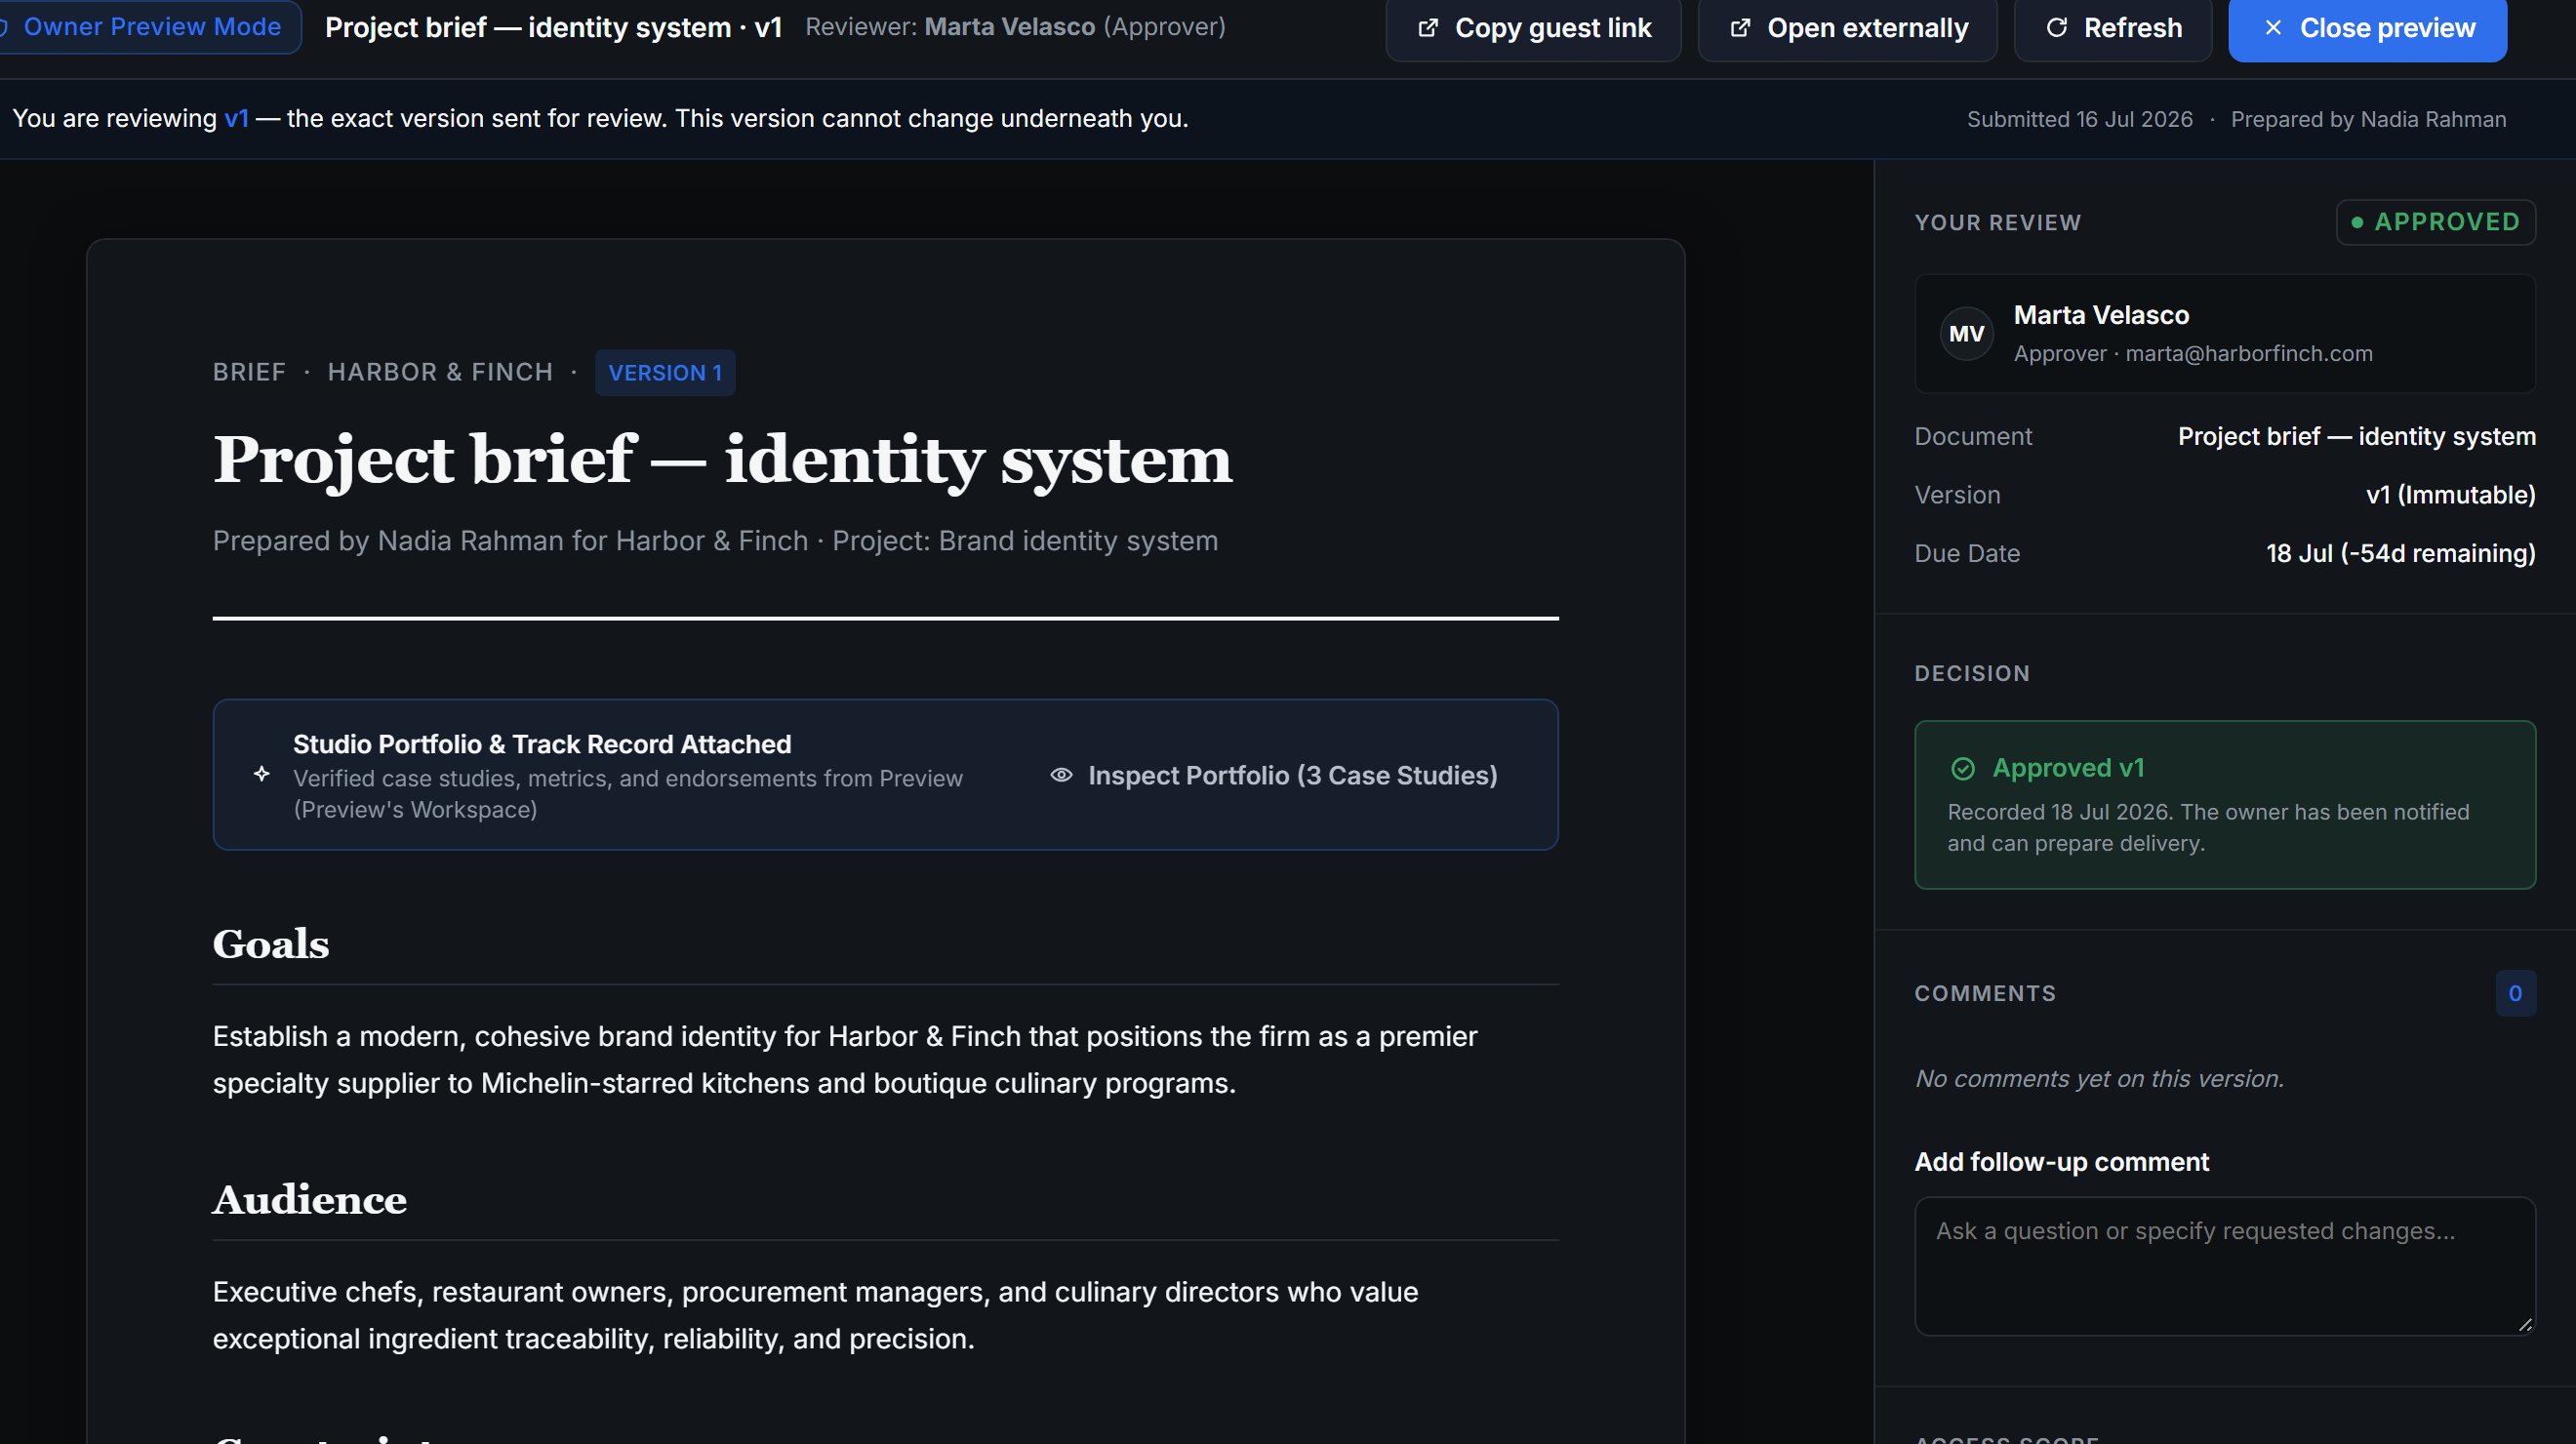 Owner Preview Mode
Project brief — identity system · v1
Reviewer: Marta Velasco (Approver)
Copy guest link
Open externally
Refresh
Close preview
You are reviewing v1 — the exact version sent for review. This version cannot change underneath you.
Submitted 16 Jul 2026 · Prepared by Nadia Rahman
BRIEF · HARBOR & FINCH · VERSION 1
Project brief — identity system
Prepared by Nadia Rahman for Harbor & Finch · Project: Brand identity system
Studio Portfolio & Track Record Attached
Verified case studies, metrics, and endorsements from Preview
(Preview's Workspace)
Inspect Portfolio (3 Case Studies)
Goals
Establish a modern, cohesive brand identity for Harbor & Finch that positions the firm as a premier
specialty supplier to Michelin-starred kitchens and boutique culinary programs.
Audience
Executive chefs, restaurant owners, procurement managers, and culinary directors who value
exceptional ingredient traceability, reliability, and precision.
YOUR REVIEW
APPROVED
MV
Marta Velasco
Approver · marta@harborfinch.com
Document Project brief — identity system
Version v1 (Immutable)
Due Date 18 Jul (-54d remaining)
DECISION
Approved v1
Recorded 18 Jul 2026. The owner has been notified
and can prepare delivery.
COMMENTS 0
No comments yet on this version.
Add follow-up comment
Ask a question or specify requested changes...
ACCESS SCOPE